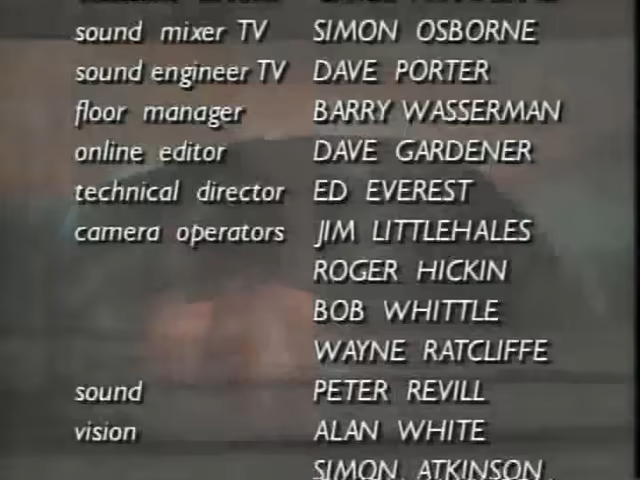 sound mixer TV SIMON OSBORNE
sound engineer TV DAVE PORTER
floor manager BARRY WASSERMAN
online editor DAVE GARDENER
technical director ED EVEREST
camera operators JIM LITTLEHALES
ROGER HICKIN
BOB WHITTLE
WAYNE RATCLIFFE
sound PETER REVILL
vision ALAN WHITE
SIMON ATKINSON